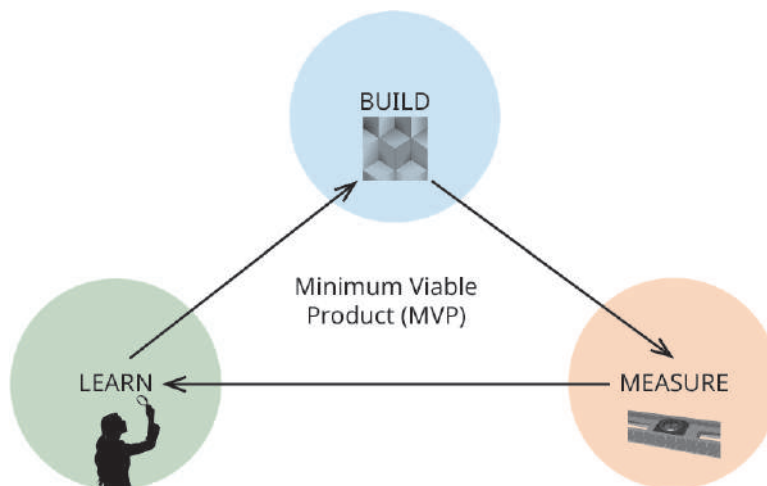 BUILD
Minimum Viable
Product (MVP)
LEARN
MEASURE